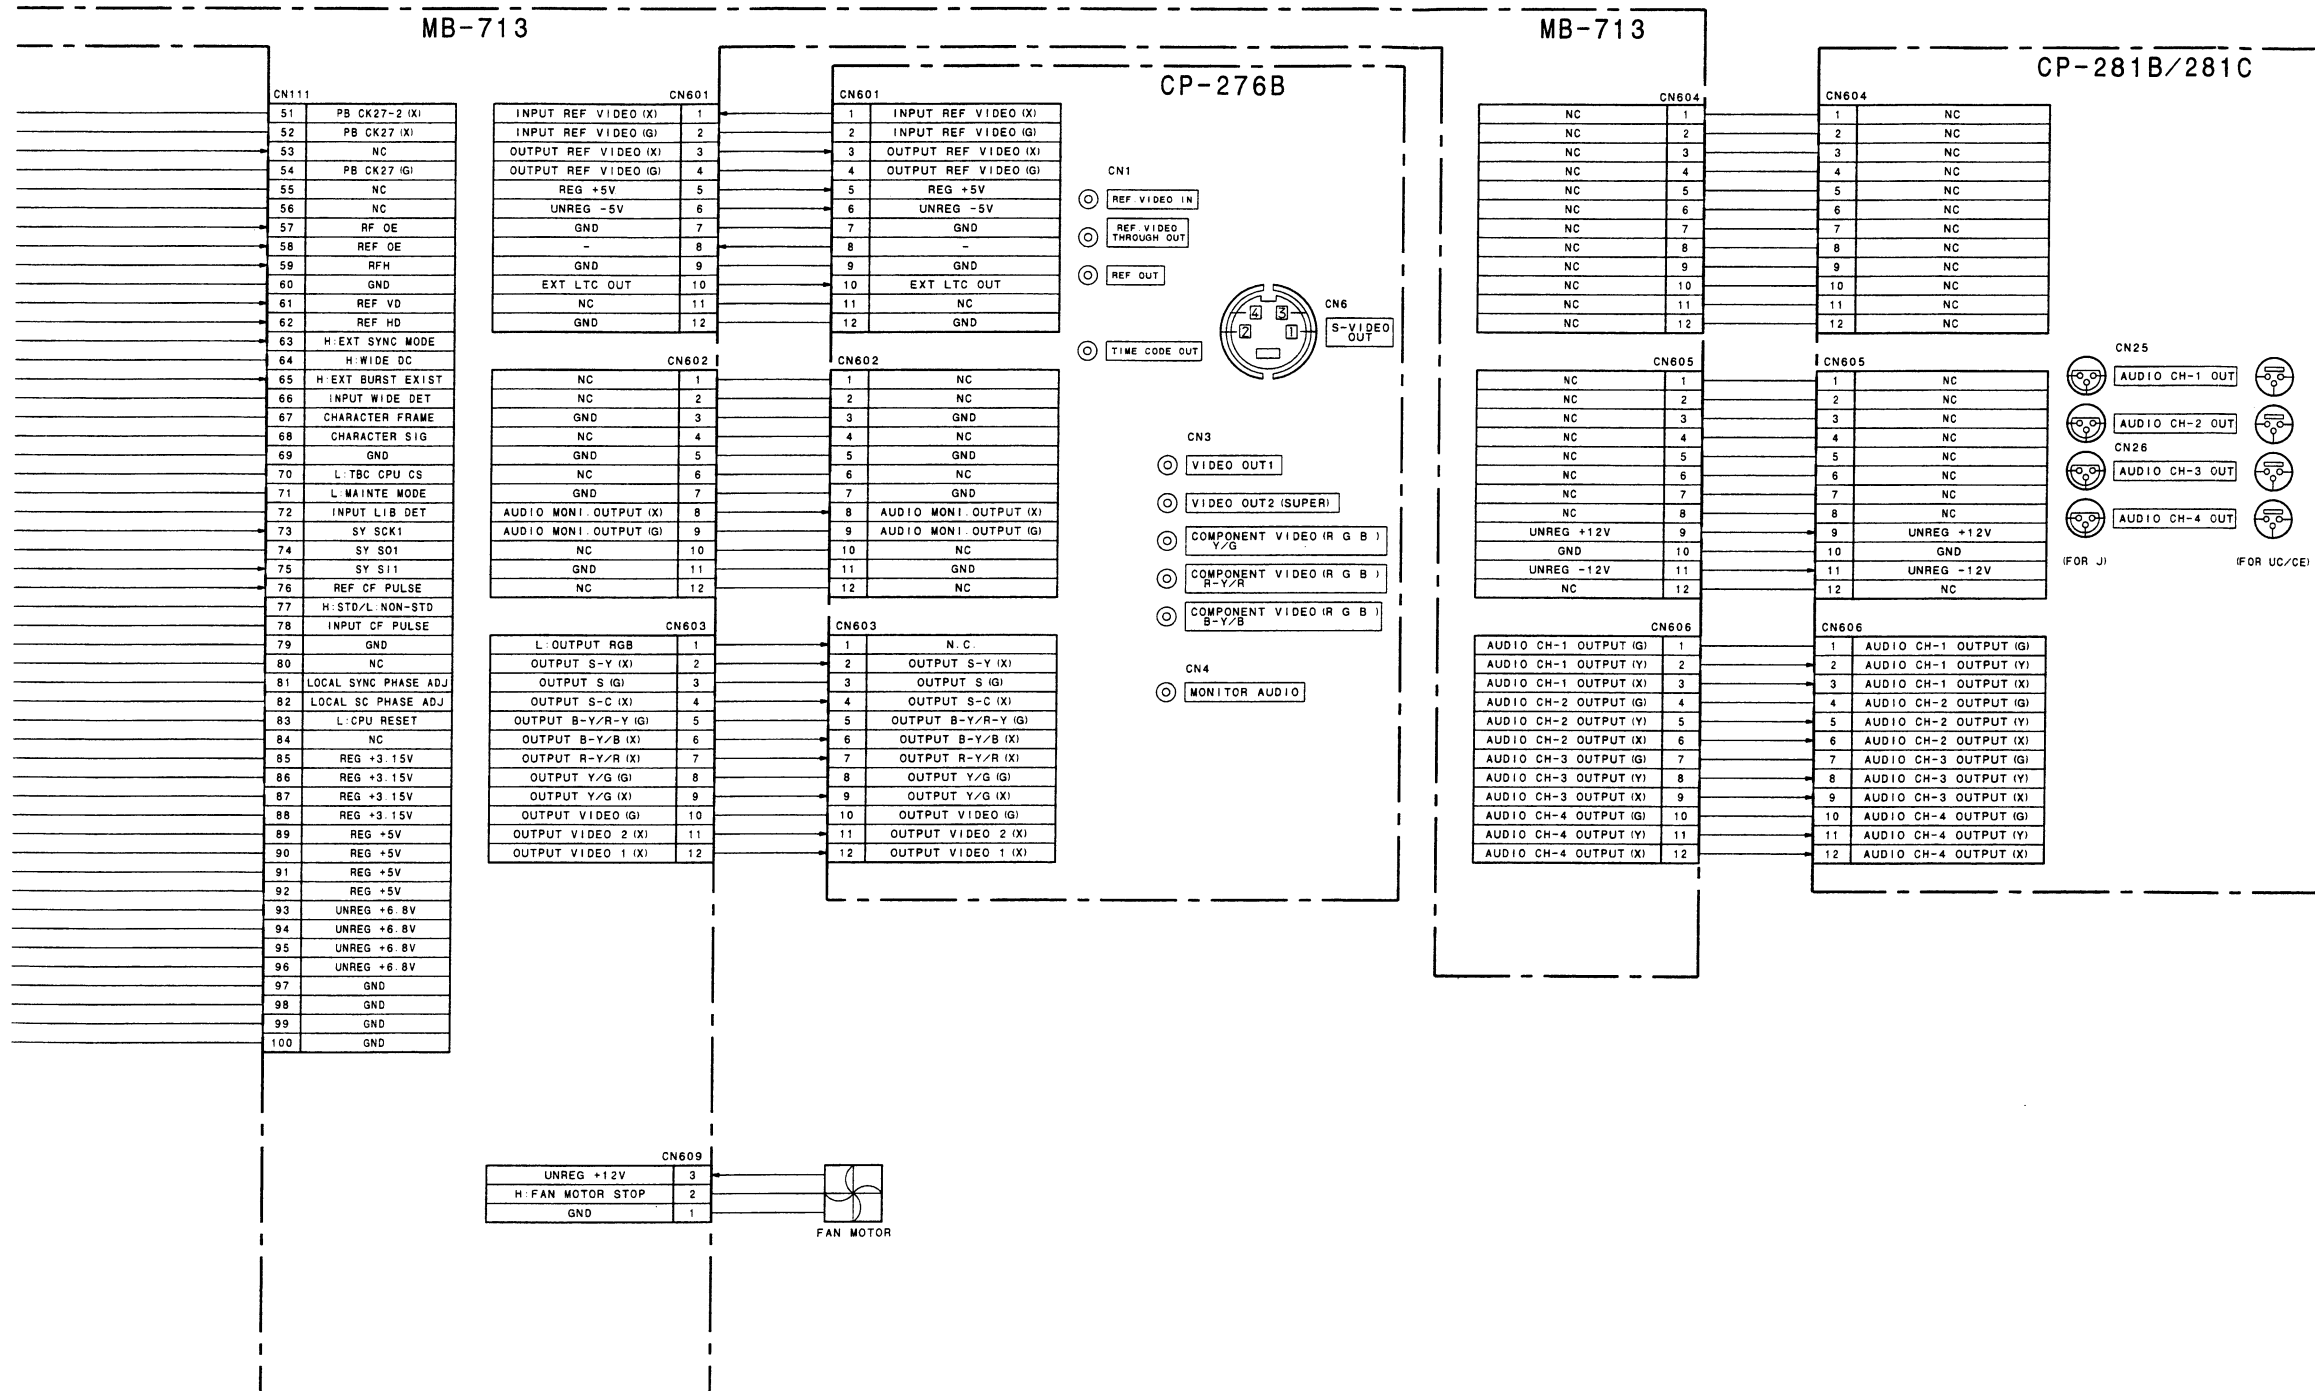 MB-713
MB-713
CP-276B
CP-281B/281C
CN111
51 PB CK27-2 (X)
52 PB CK27 (X)
53 NC
54 PB CK27 (G)
55 NC
56 NC
57 RF OE
58 REF OE
59 RFH
60 GND
61 REF VD
62 REF HD
63 H:EXT SYNC MODE
64 H:WIDE DC
65 H:EXT BURST EXIST
66 INPUT WIDE DET
67 CHARACTER FRAME
68 CHARACTER SIG
69 GND
70 L:TBC CPU CS
71 L:MAINTE MODE
72 INPUT LIB DET
73 SY SCK1
74 SY SO1
75 SY SI1
76 REF CF PULSE
77 H:STD/L:NON-STD
78 INPUT CF PULSE
79 GND
80 NC
81 LOCAL SYNC PHASE ADJ
82 LOCAL SC PHASE ADJ
83 L:CPU RESET
84 NC
85 REG +3.15V
86 REG +3.15V
87 REG +3.15V
88 REG +3.15V
89 REG +5V
90 REG +5V
91 REG +5V
92 REG +5V
93 UNREG +6.8V
94 UNREG +6.8V
95 UNREG +6.8V
96 UNREG +6.8V
97 GND
98 GND
99 GND
100 GND
CN601
INPUT REF VIDEO (X) 1
INPUT REF VIDEO (G) 2
OUTPUT REF VIDEO (X) 3
OUTPUT REF VIDEO (G) 4
REG +5V 5
UNREG -5V 6
GND 7
- 8
GND 9
EXT LTC OUT 10
NC 11
GND 12
CN602
NC 1
NC 2
GND 3
NC 4
GND 5
NC 6
GND 7
AUDIO MONI.OUTPUT (X) 8
AUDIO MONI.OUTPUT (G) 9
NC 10
GND 11
NC 12
CN603
L:OUTPUT RGB 1
OUTPUT S-Y (X) 2
OUTPUT S (G) 3
OUTPUT S-C (X) 4
OUTPUT B-Y/R-Y (G) 5
OUTPUT B-Y/B (X) 6
OUTPUT R-Y/R (X) 7
OUTPUT Y/G (G) 8
OUTPUT Y/G (X) 9
OUTPUT VIDEO (G) 10
OUTPUT VIDEO 2 (X) 11
OUTPUT VIDEO 1 (X) 12
CN609
UNREG +12V 3
H:FAN MOTOR STOP 2
GND 1
FAN MOTOR
CN601
1 INPUT REF VIDEO (X)
2 INPUT REF VIDEO (G)
3 OUTPUT REF VIDEO (X)
4 OUTPUT REF VIDEO (G)
5 REG +5V
6 UNREG -5V
7 GND
8 -
9 GND
10 EXT LTC OUT
11 NC
12 GND
CN602
1 NC
2 NC
3 GND
4 NC
5 GND
6 NC
7 GND
8 AUDIO MONI.OUTPUT (X)
9 AUDIO MONI.OUTPUT (G)
10 NC
11 GND
12 NC
CN603
1 N.C.
2 OUTPUT S-Y (X)
3 OUTPUT S (G)
4 OUTPUT S-C (X)
5 OUTPUT B-Y/R-Y (G)
6 OUTPUT B-Y/B (X)
7 OUTPUT R-Y/R (X)
8 OUTPUT Y/G (G)
9 OUTPUT Y/G (X)
10 OUTPUT VIDEO (G)
11 OUTPUT VIDEO 2 (X)
12 OUTPUT VIDEO 1 (X)
CN1
REF.VIDEO IN
REF.VIDEO
THROUGH OUT
REF OUT
TIME CODE OUT
CN6
4 3
2 1
S-VIDEO
OUT
CN3
VIDEO OUT1
VIDEO OUT2 (SUPER)
COMPONENT VIDEO (R G B )
Y/G
COMPONENT VIDEO (R G B )
R-Y/R
COMPONENT VIDEO (R G B )
B-Y/B
CN4
MONITOR AUDIO
CN604
NC 1
NC 2
NC 3
NC 4
NC 5
NC 6
NC 7
NC 8
NC 9
NC 10
NC 11
NC 12
CN605
NC 1
NC 2
NC 3
NC 4
NC 5
NC 6
NC 7
NC 8
UNREG +12V 9
GND 10
UNREG -12V 11
NC 12
CN606
AUDIO CH-1 OUTPUT (G) 1
AUDIO CH-1 OUTPUT (Y) 2
AUDIO CH-1 OUTPUT (X) 3
AUDIO CH-2 OUTPUT (G) 4
AUDIO CH-2 OUTPUT (Y) 5
AUDIO CH-2 OUTPUT (X) 6
AUDIO CH-3 OUTPUT (G) 7
AUDIO CH-3 OUTPUT (Y) 8
AUDIO CH-3 OUTPUT (X) 9
AUDIO CH-4 OUTPUT (G) 10
AUDIO CH-4 OUTPUT (Y) 11
AUDIO CH-4 OUTPUT (X) 12
CN604
1 NC
2 NC
3 NC
4 NC
5 NC
6 NC
7 NC
8 NC
9 NC
10 NC
11 NC
12 NC
CN605
1 NC
2 NC
3 NC
4 NC
5 NC
6 NC
7 NC
8 NC
9 UNREG +12V
10 GND
11 UNREG -12V
12 NC
CN606
1 AUDIO CH-1 OUTPUT (G)
2 AUDIO CH-1 OUTPUT (Y)
3 AUDIO CH-1 OUTPUT (X)
4 AUDIO CH-2 OUTPUT (G)
5 AUDIO CH-2 OUTPUT (Y)
6 AUDIO CH-2 OUTPUT (X)
7 AUDIO CH-3 OUTPUT (G)
8 AUDIO CH-3 OUTPUT (Y)
9 AUDIO CH-3 OUTPUT (X)
10 AUDIO CH-4 OUTPUT (G)
11 AUDIO CH-4 OUTPUT (Y)
12 AUDIO CH-4 OUTPUT (X)
CN25
AUDIO CH-1 OUT
AUDIO CH-2 OUT
CN26
AUDIO CH-3 OUT
AUDIO CH-4 OUT
(FOR J)
(FOR UC/CE)